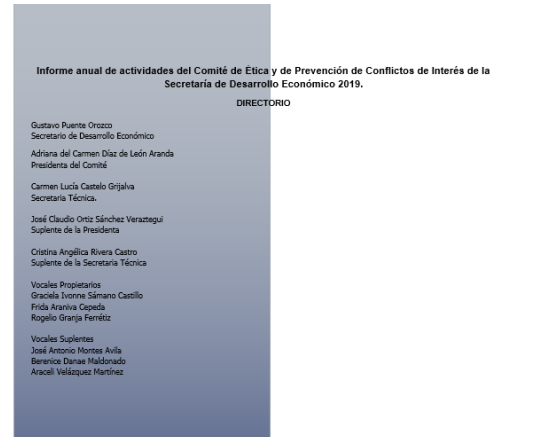 Informe anual de actividades del Comité de Ética y de Prevención de Conflictos de Interés de la
Secretaría de Desarrollo Económico 2019.
DIRECTORIO
Gustavo Puente Orozco
Secretario de Desarrollo Económico
Adriana del Carmen Díaz de León Aranda
Presidenta del Comité
Carmen Lucía Castelo Grijalva
Secretaria Técnica.
José Claudio Ortiz Sánchez Veraztegui
Suplente de la Presidenta
Cristina Angélica Rivera Castro
Suplente de la Secretaria Técnica
Vocales Propietarios
Graciela Ivonne Sámano Castillo
Frida Araniva Cepeda
Rogelio Granja Ferrétiz
Vocales Suplentes
José Antonio Montes Avila
Berenice Danae Maldonado
Araceli Velázquez Martínez